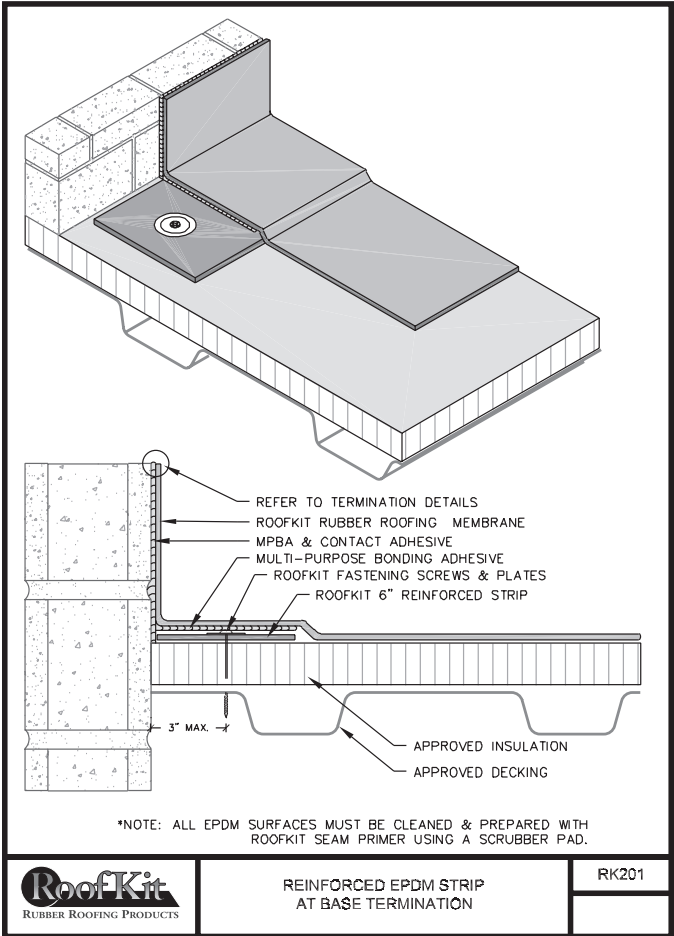 REFER TO TERMINATION DETAILS
ROOFKIT RUBBER ROOFING MEMBRANE
MPBA & CONTACT ADHESIVE
MULTI-PURPOSE BONDING ADHESIVE
ROOFKIT FASTENING SCREWS & PLATES
ROOFKIT 6" REINFORCED STRIP
3" MAX.
APPROVED INSULATION
APPROVED DECKING
*NOTE: ALL EPDM SURFACES MUST BE CLEANED & PREPARED WITH
ROOFKIT SEAM PRIMER USING A SCRUBBER PAD.
RoofKit
RUBBER ROOFING PRODUCTS
REINFORCED EPDM STRIP
AT BASE TERMINATION
RK201